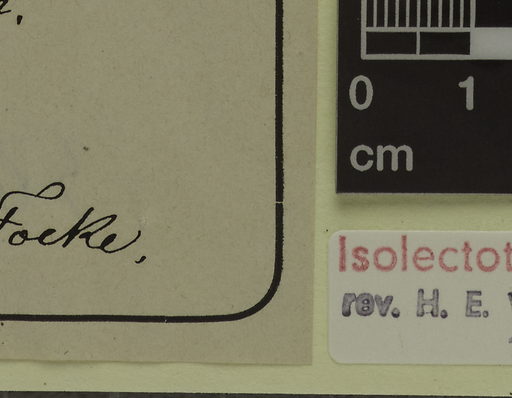 0 1
cm
Focke,
Isolectot
rev. H. E.